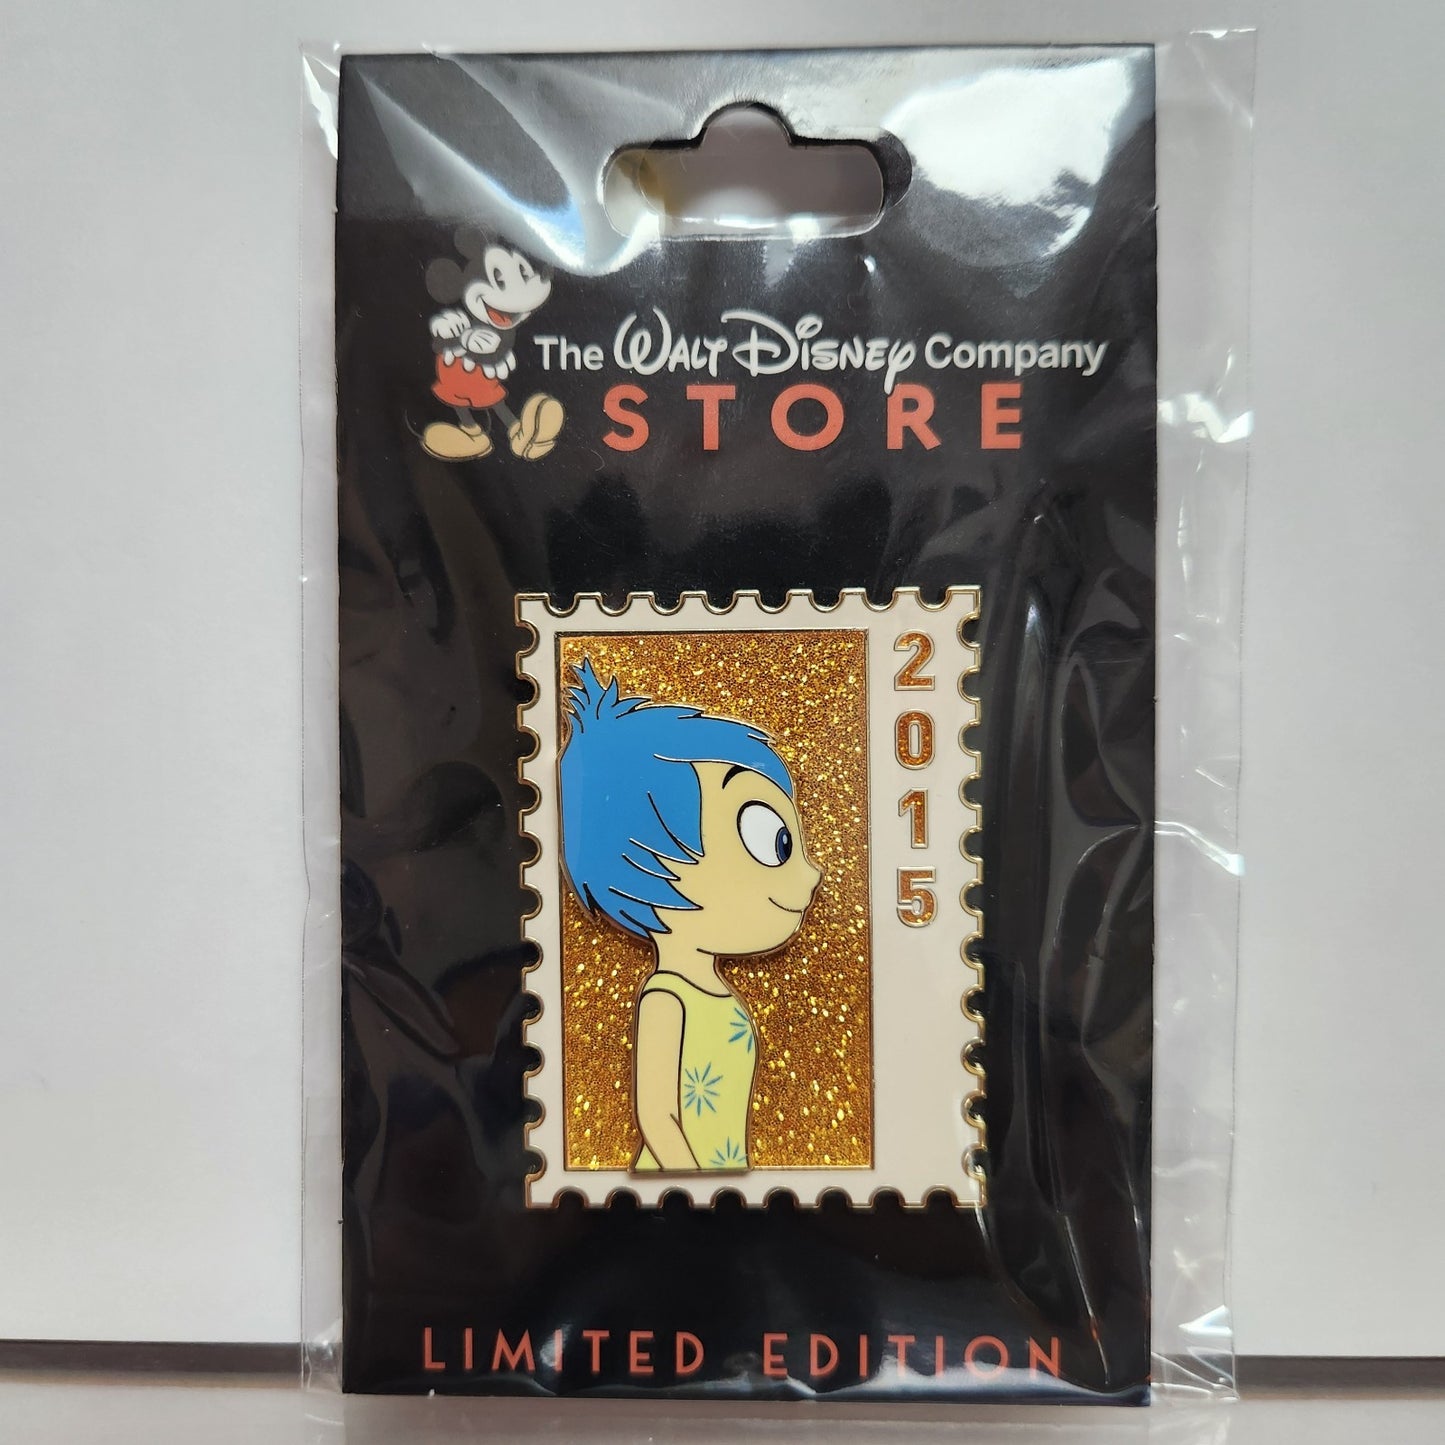 The WALT DISNEY Company
STORE
2015
LIMITED EDITION